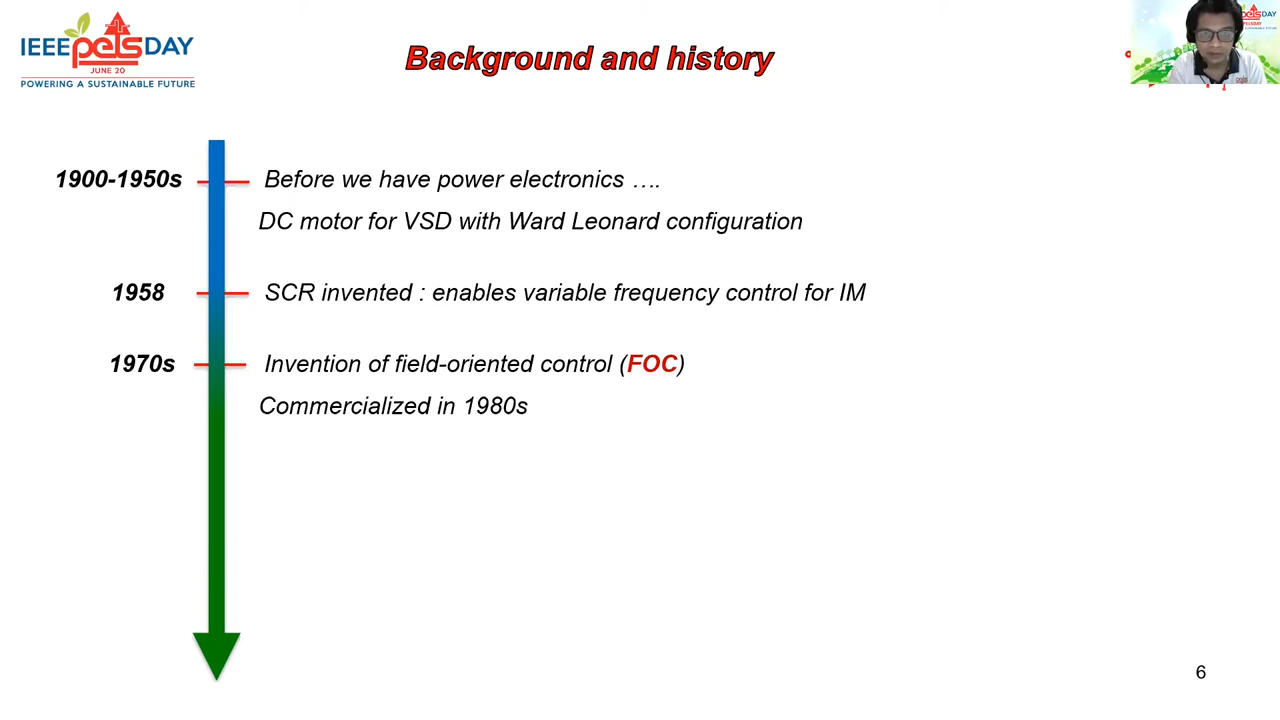 IEEE pels DAY
JUNE 20
POWERING A SUSTAINABLE FUTURE
Background and history
1900-1950s
Before we have power electronics ….
DC motor for VSD with Ward Leonard configuration
1958
SCR invented : enables variable frequency control for IM
1970s
Invention of field-oriented control (FOC)
Commercialized in 1980s
6